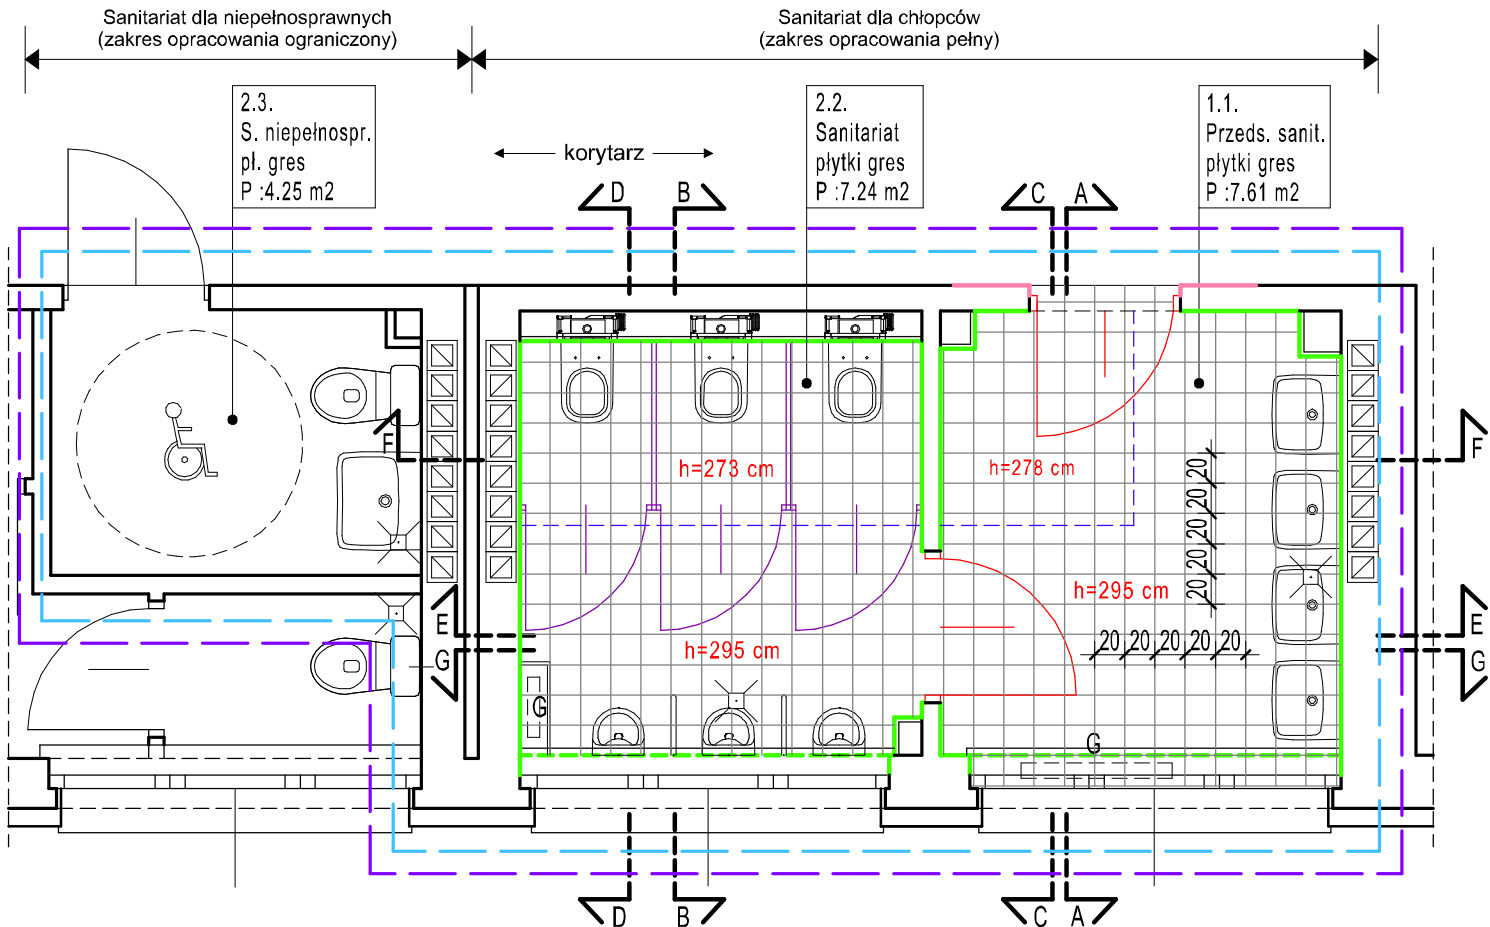 Sanitariat dla niepełnosprawnych
(zakres opracowania ograniczony)
Sanitariat dla chłopców
(zakres opracowania pełny)
2.3.
S. niepełnospr.
pł. gres
P :4.25 m2
korytarz
2.2.
Sanitariat
płytki gres
P :7.24 m2
1.1.
Przeds. sanit.
płytki gres
P :7.61 m2
D
B
C
A
F
F
h=273 cm
h=278 cm
20
20
20
20
20
h=295 cm
E
E
h=295 cm
20 20 20 20 20
G
G
G
G
D
B
C
A